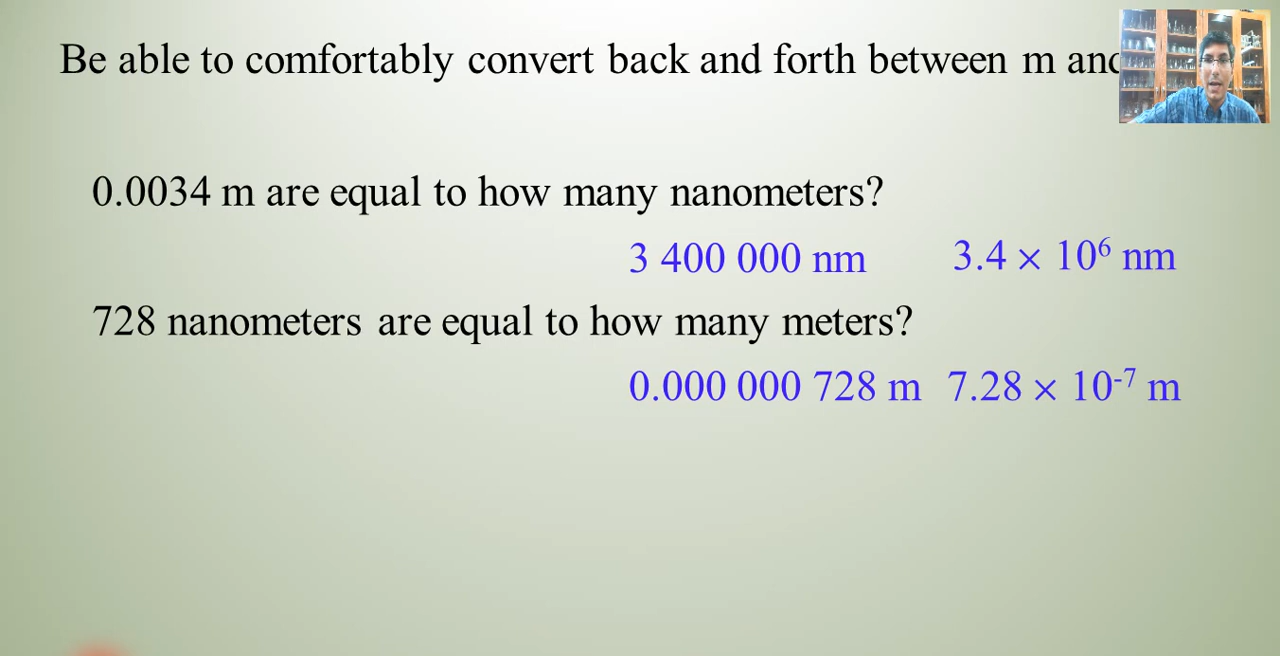 Be able to comfortably convert back and forth between m and
0.0034 m are equal to how many nanometers?
3 400 000 nm 3.4 × 10⁶ nm
728 nanometers are equal to how many meters?
0.000 000 728 m 7.28 × 10⁻⁷ m